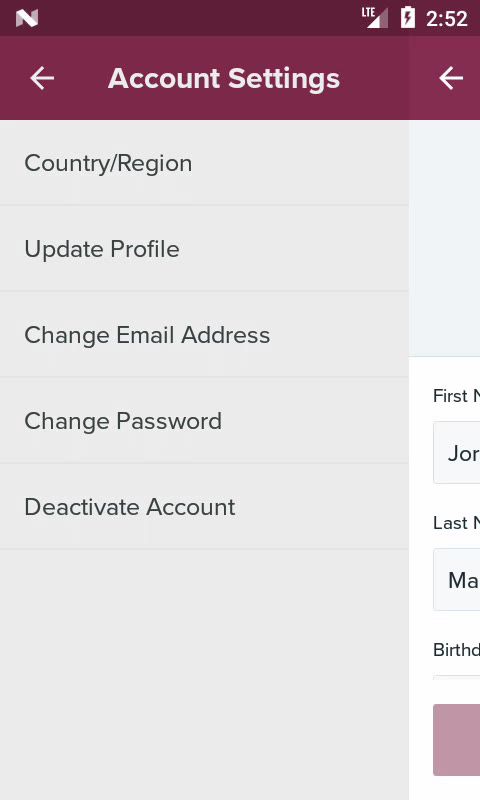 LTE 2:52
Account Settings
Country/Region
Update Profile
Change Email Address
Change Password
Deactivate Account
First N
Jor
Last N
Ma
Birthd